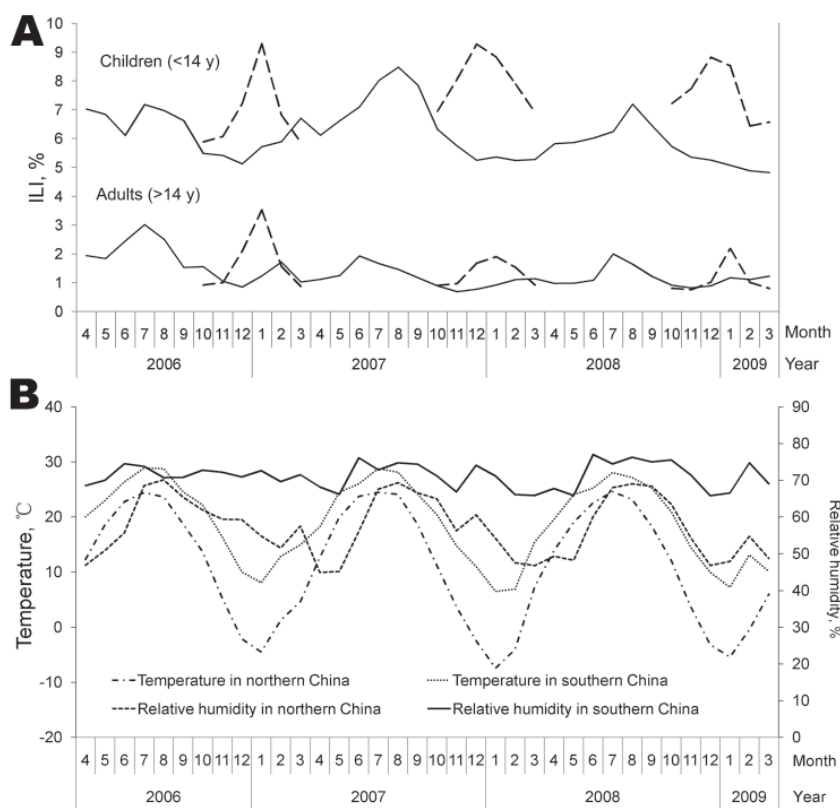 A
10
9
8
7
6
5
4
3
2
1
0
ILI, %
Children (<14 y)
Adults (>14 y)
4 5 6 7 8 9 10 11 12 1 2 3 4 5 6 7 8 9 10 11 12 1 2 3 4 5 6 7 8 9 10 11 12 1 2 3 Month
2006 2007 2008 2009 Year
B
40
30
20
10
0
-10
-20
Temperature, ℃
90
80
70
60
50
40
30
20
10
0
Relative humidity, %
Temperature in northern China Temperature in southern China
Relative humidity in northern China Relative humidity in southern China
4 5 6 7 8 9 10 11 12 1 2 3 4 5 6 7 8 9 10 11 12 1 2 3 4 5 6 7 8 9 10 11 12 1 2 3 Month
2006 2007 2008 2009 Year